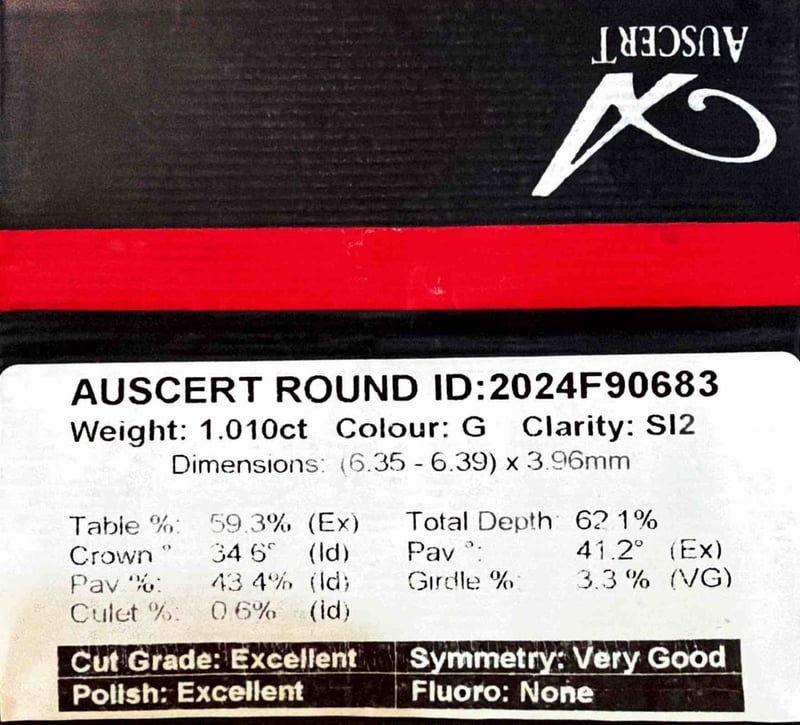 AUSCERT
AUSCERT ROUND ID:2024F90683
Weight: 1.010ct Colour: G Clarity: SI2
Dimensions: (6.35 - 6.39) x 3.96mm
Table %: 59.3% (Ex) Total Depth 62.1%
Crown ° 34.6° (Id) Pav °: 41.2° (Ex)
Pav %: 43.4% (Id) Girdle %: 3.3 % (VG)
Culet %: 0.6% (id)
Cut Grade: Excellent Symmetry: Very Good
Polish: Excellent Fluoro: None